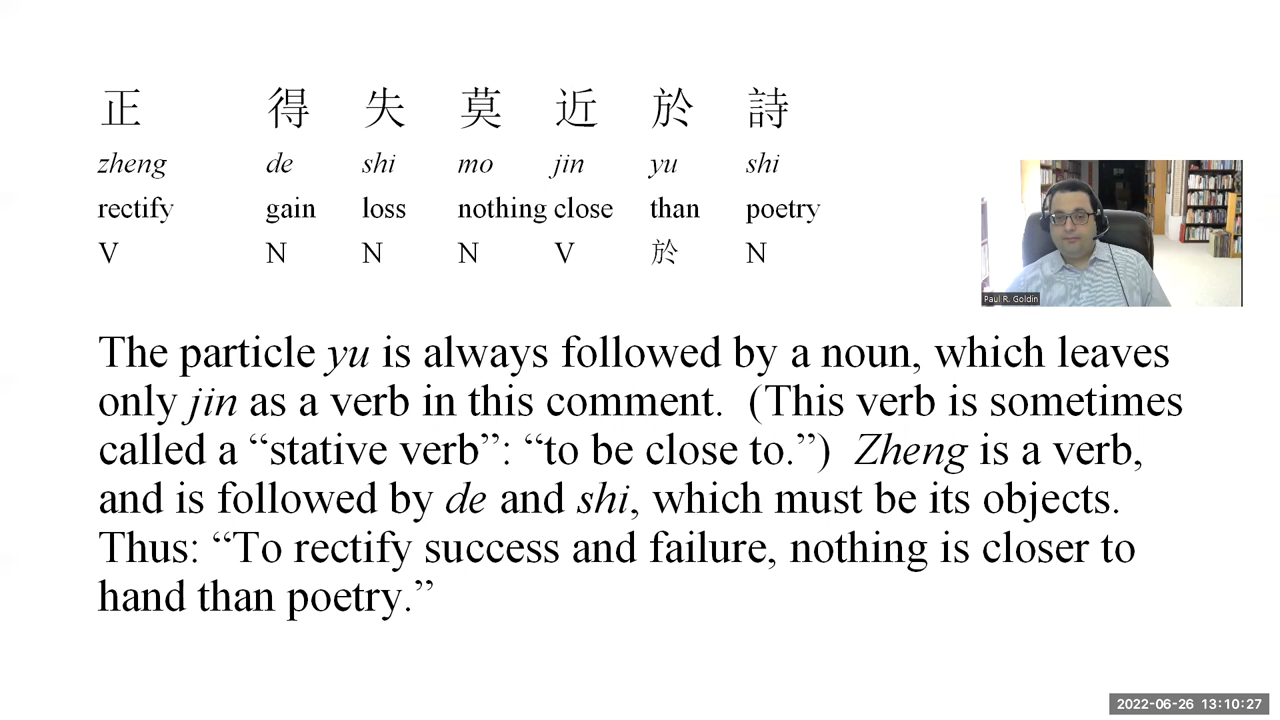 正 得 失 莫 近 於 詩
zheng de shi mo jin yu shi
rectify gain loss nothing close than poetry
V N N N V 於 N
Paul R. Goldin
The particle yu is always followed by a noun, which leaves
only jin as a verb in this comment. (This verb is sometimes
called a “stative verb”: “to be close to.”) Zheng is a verb,
and is followed by de and shi, which must be its objects.
Thus: “To rectify success and failure, nothing is closer to
hand than poetry.”
2022-06-26 13:10:27